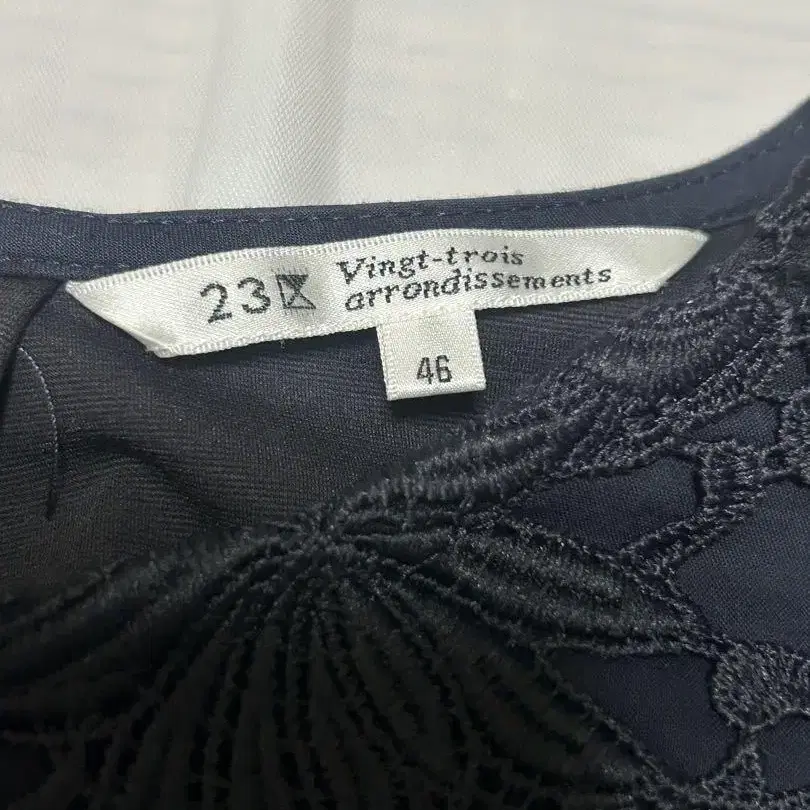 23区 Vingt-trois
arrondissements
46